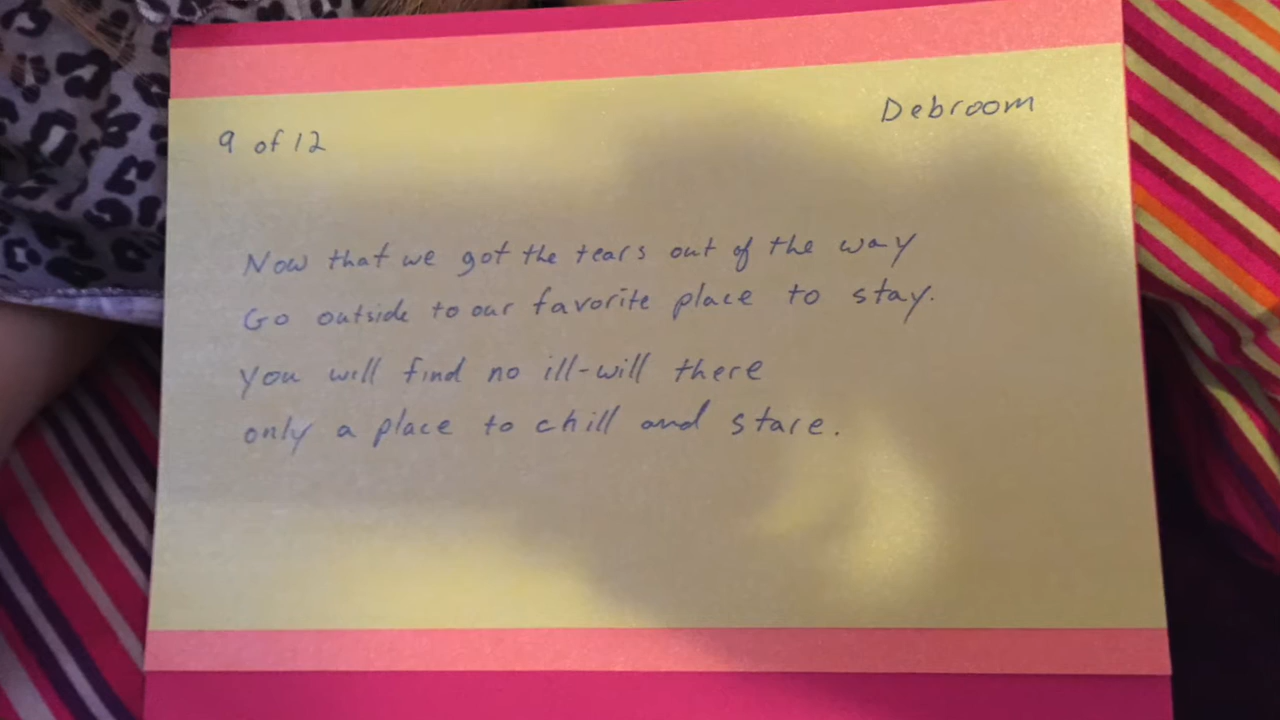 Debroom
9 of 12
Now that we got the tears out of the way
Go outside to our favorite place to stay.
You will find no ill-will there
only a place to chill and stare.